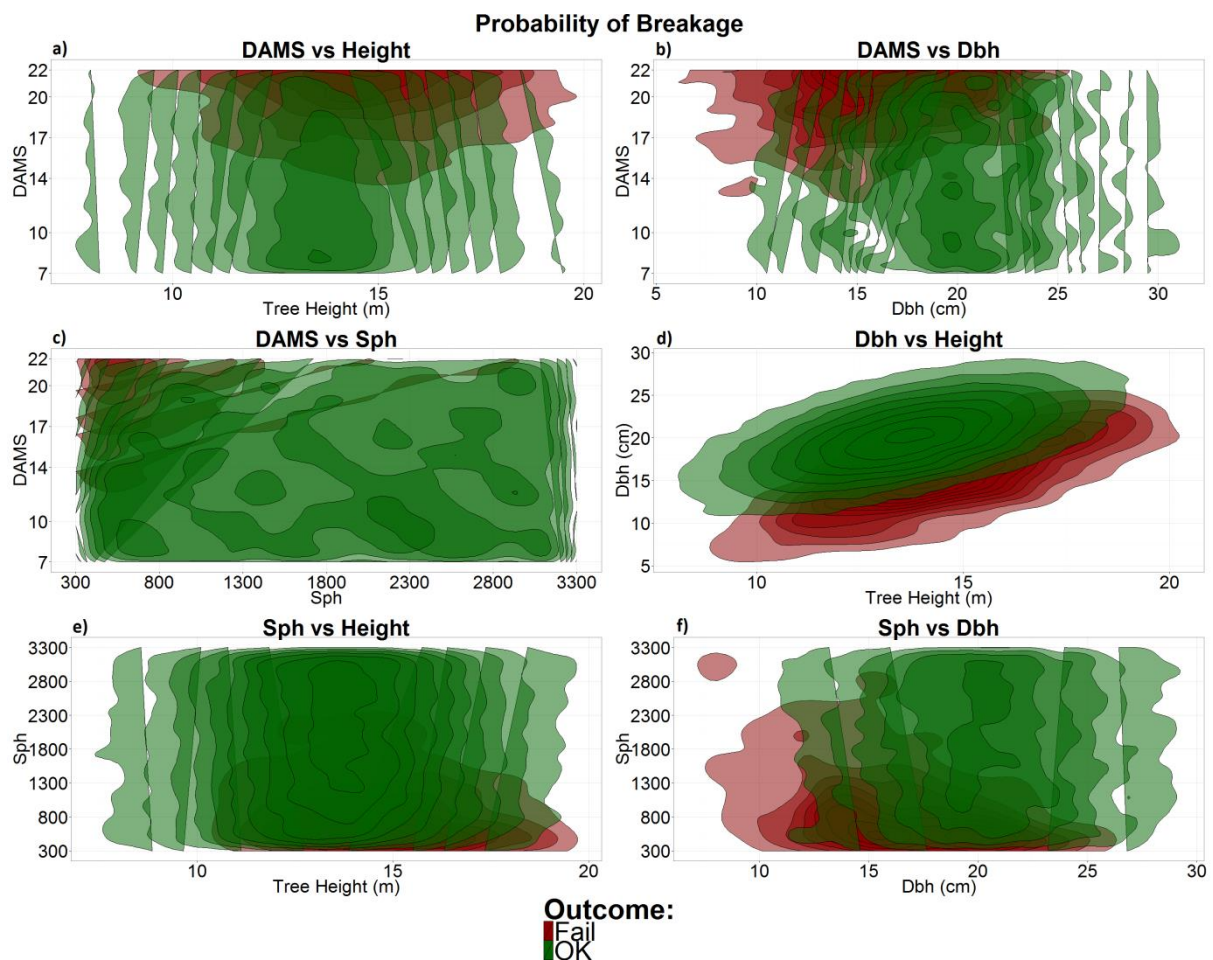 Probability of Breakage
a) DAMS vs Height
DAMS
22
20
17
14
10
7
10 15 20
Tree Height (m)
b) DAMS vs Dbh
DAMS
22
20
17
14
10
7
5 10 15 20 25 30
Dbh (cm)
c) DAMS vs Sph
DAMS
22
20
17
14
10
7
300 800 1300 1800 2300 2800 3300
Sph
d) Dbh vs Height
Dbh (cm)
30
25
20
15
10
5
10 15 20
Tree Height (m)
e) Sph vs Height
Sph
3300
2800
2300
1800
1300
800
300
10 15 20
Tree Height (m)
f) Sph vs Dbh
Sph
3300
2800
2300
1800
1300
800
300
10 15 20 25 30
Dbh (cm)
Outcome:
Fail
OK